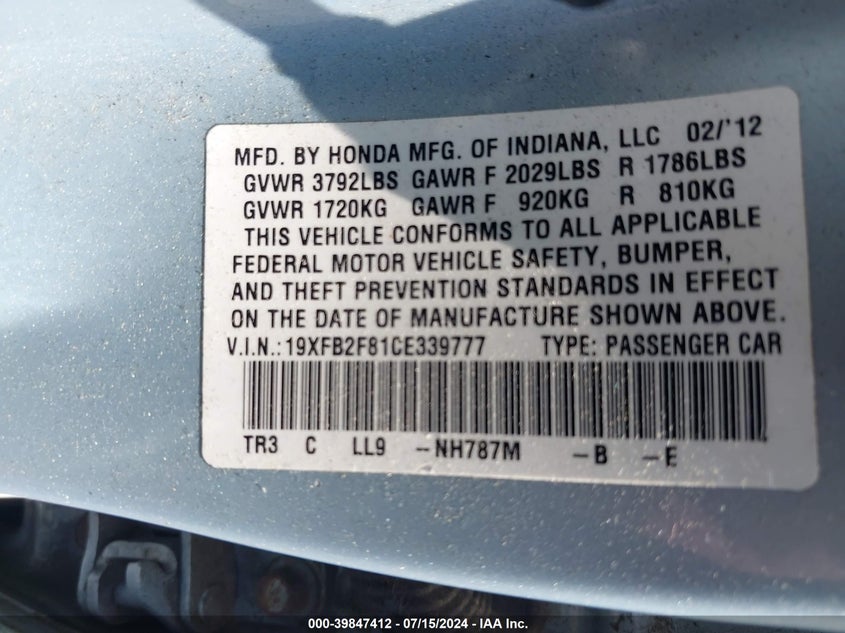 MFD. BY HONDA MFG. OF INDIANA, LLC 02/'12
GVWR 3792LBS GAWR F 2029LBS R 1786LBS
GVWR 1720KG GAWR F 920KG R 810KG
THIS VEHICLE CONFORMS TO ALL APPLICABLE
FEDERAL MOTOR VEHICLE SAFETY, BUMPER,
AND THEFT PREVENTION STANDARDS IN EFFECT
ON THE DATE OF MANUFACTURE SHOWN ABOVE.
V.I.N.: 19XFB2F81CE339777 TYPE: PASSENGER CAR
TR3 C LL9 -NH787M -B -E
000-39847412 - 07/15/2024 - IAA Inc.